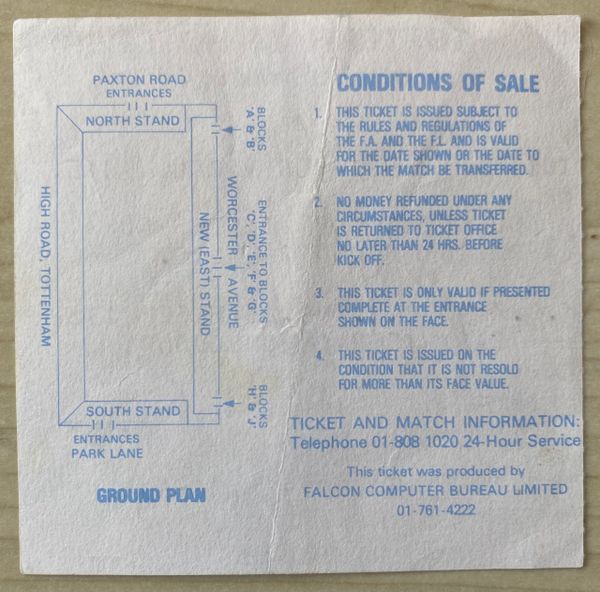 PAXTON ROAD
ENTRANCES
NORTH STAND
HIGH ROAD, TOTTENHAM
NEW (EAST) STAND
WORCESTER AVENUE
BLOCKS
'A' & 'B'
ENTRANCE TO BLOCKS
'C', 'D', 'E', 'F' & 'G'
BLOCKS
'H' & 'J'
SOUTH STAND
ENTRANCES
PARK LANE
GROUND PLAN
CONDITIONS OF SALE
1. THIS TICKET IS ISSUED SUBJECT TO
THE RULES AND REGULATIONS OF
THE F.A. AND THE F.L. AND IS VALID
FOR THE DATE SHOWN OR THE DATE TO
WHICH THE MATCH BE TRANSFERRED.
2. NO MONEY REFUNDED UNDER ANY
CIRCUMSTANCES, UNLESS TICKET
IS RETURNED TO TICKET OFFICE
NO LATER THAN 24 HRS. BEFORE
KICK OFF.
3. THIS TICKET IS ONLY VALID IF PRESENTED
COMPLETE AT THE ENTRANCE
SHOWN ON THE FACE.
4. THIS TICKET IS ISSUED ON THE
CONDITION THAT IT IS NOT RESOLD
FOR MORE THAN ITS FACE VALUE.
TICKET AND MATCH INFORMATION:
Telephone 01-808 1020 24-Hour Service
This ticket was produced by
FALCON COMPUTER BUREAU LIMITED
01-761-4222